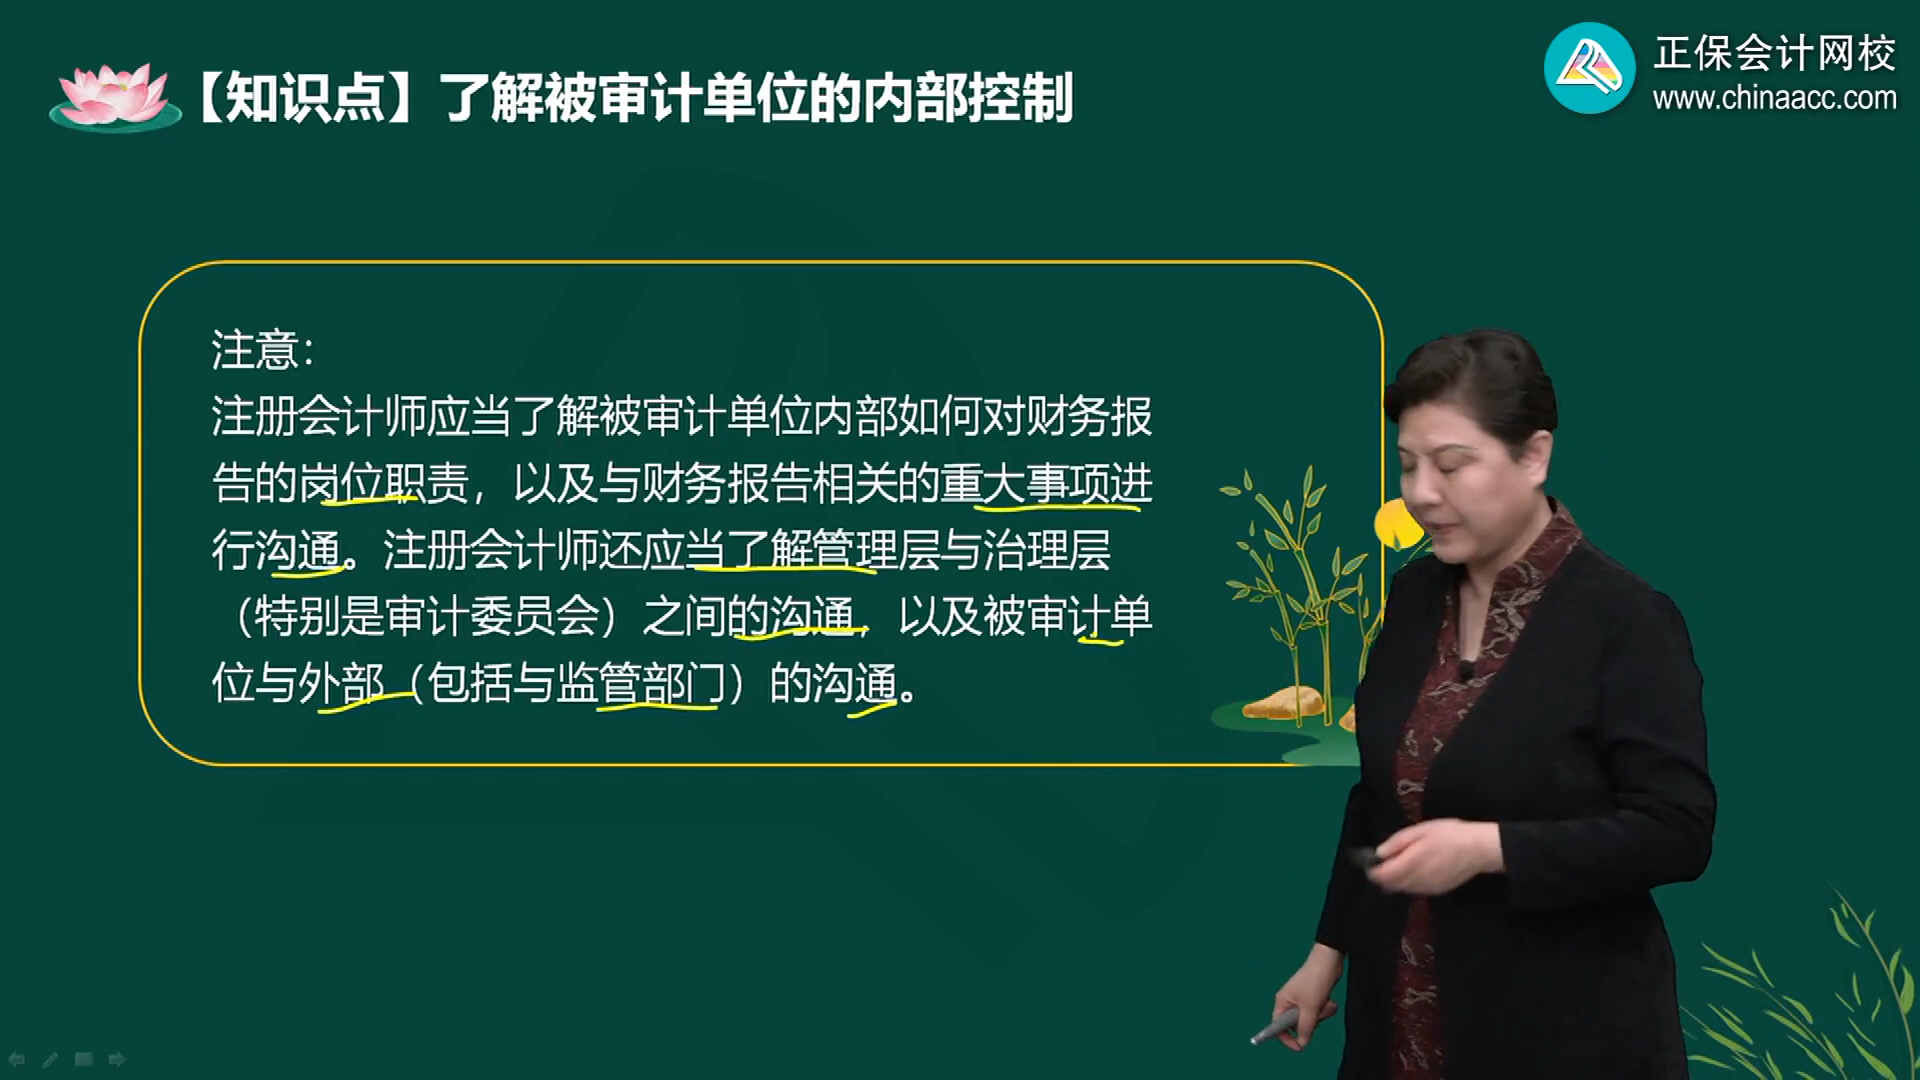 正保会计网校
www.chinaacc.com
【知识点】了解被审计单位的内部控制
注意：
注册会计师应当了解被审计单位内部如何对财务报
告的岗位职责，以及与财务报告相关的重大事项进
行沟通。注册会计师还应当了解管理层与治理层
（特别是审计委员会）之间的沟通，以及被审计单
位与外部（包括与监管部门）的沟通。